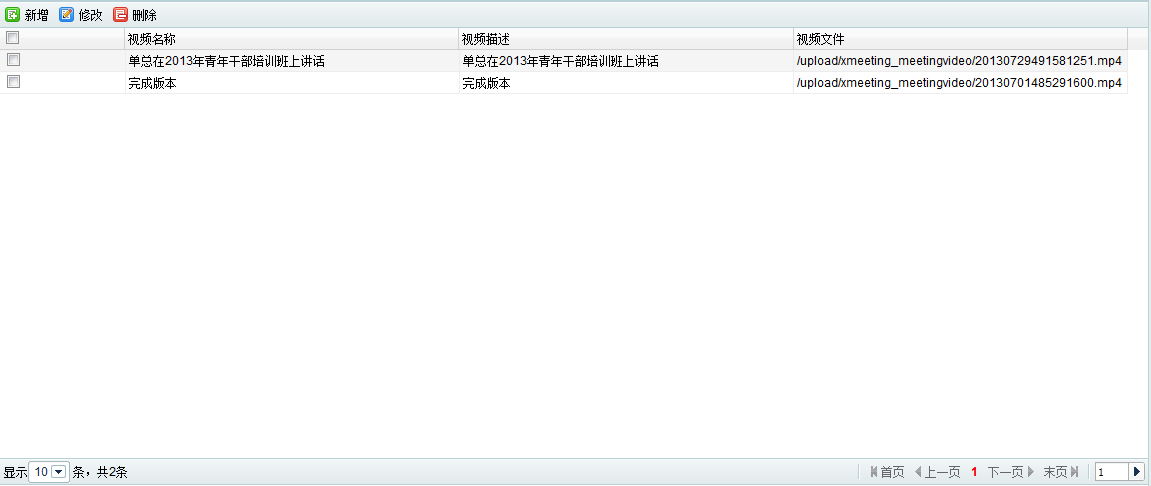 新增 修改 删除
视频名称 视频描述 视频文件
单总在2013年青年干部培训班上讲话 单总在2013年青年干部培训班上讲话 /upload/xmeeting_meetingvideo/20130729491581251.mp4
完成版本 完成版本 /upload/xmeeting_meetingvideo/20130701485291600.mp4
显示 10 条，共2条 首页 上一页 1 下一页 末页 1